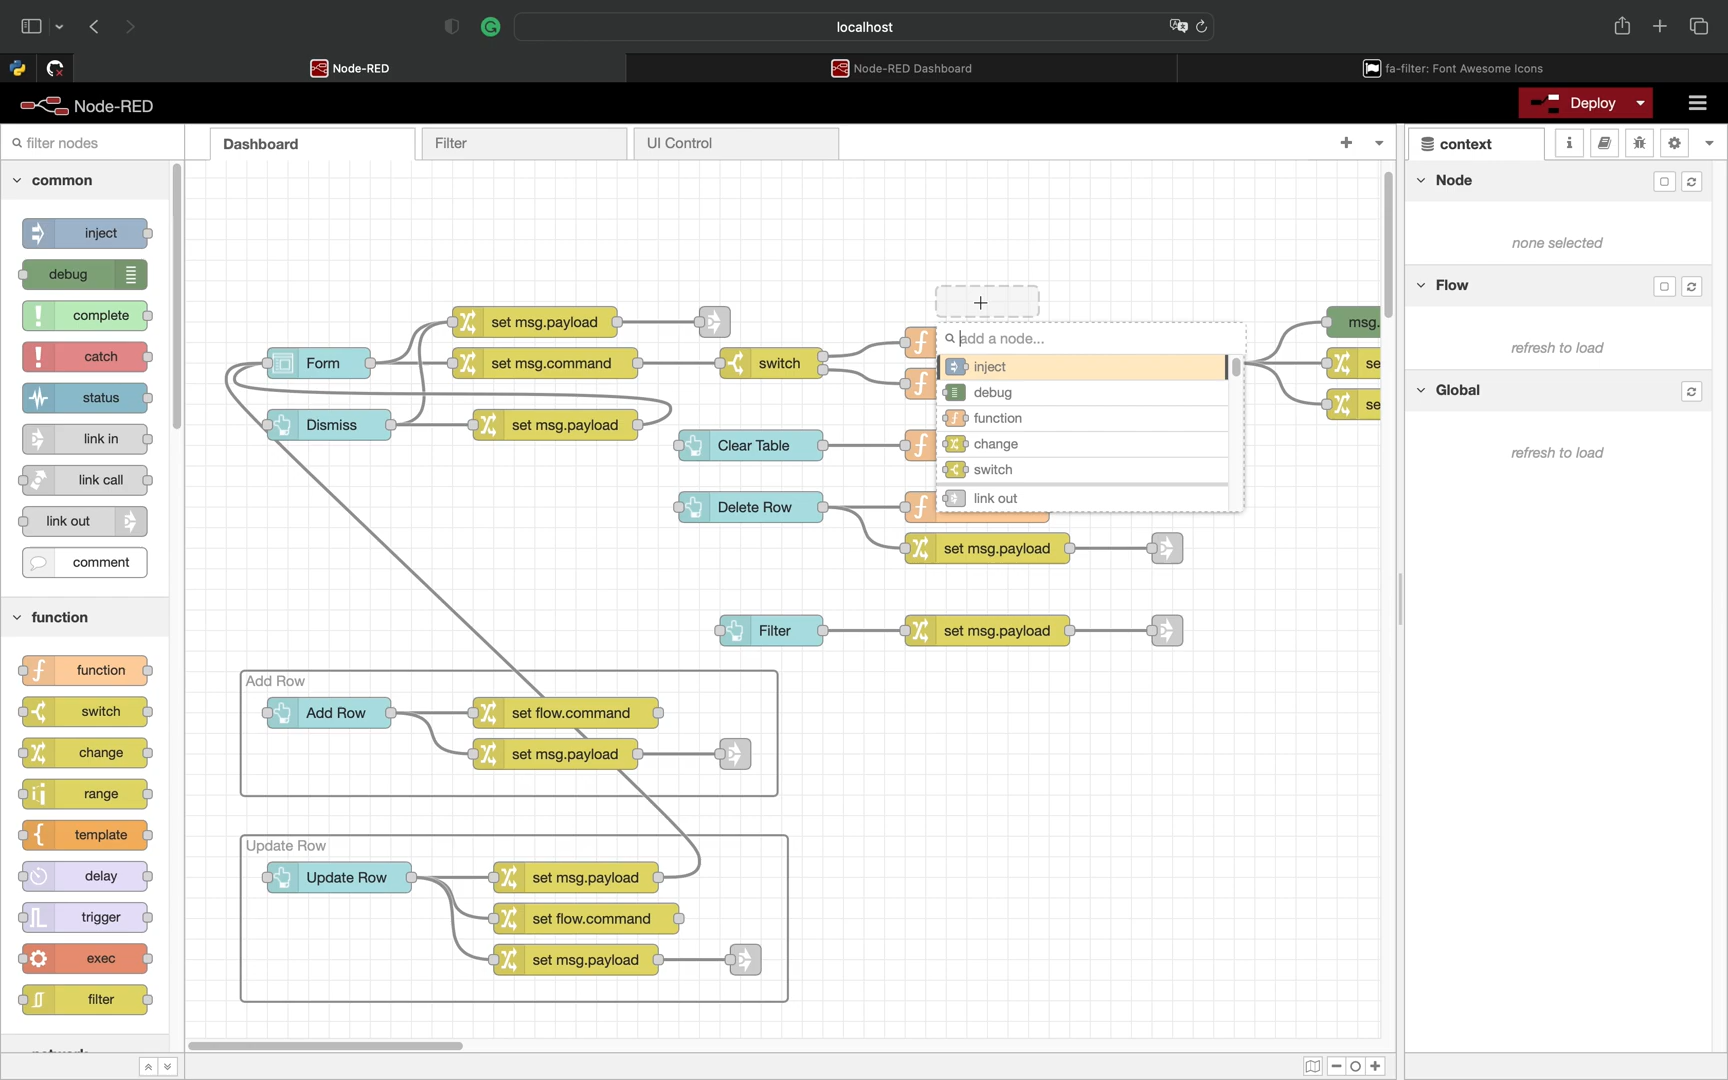 localhost
Node-RED
Node-RED Dashboard
fa-filter: Font Awesome Icons
Node-RED
Deploy
filter nodes
Dashboard
Filter
UI Control
context
common
inject
debug
complete
catch
status
link in
link call
link out
comment
function
function
switch
change
range
template
delay
trigger
exec
filter
set msg.payload
Form
set msg.command
switch
Dismiss
set msg.payload
Clear Table
Delete Row
set msg.payload
Filter
set msg.payload
add a node...
inject
debug
function
change
switch
link out
msg.
se
se
Add Row
Add Row
set flow.command
set msg.payload
Update Row
Update Row
set msg.payload
set flow.command
set msg.payload
Node
none selected
Flow
refresh to load
Global
refresh to load